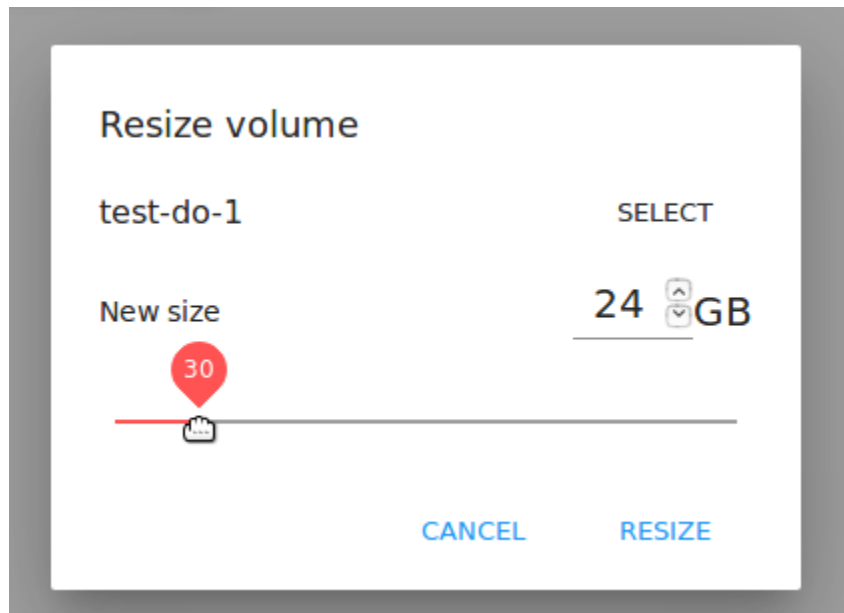 Resize volume
test-do-1 SELECT
New size 24 GB
30
CANCEL RESIZE